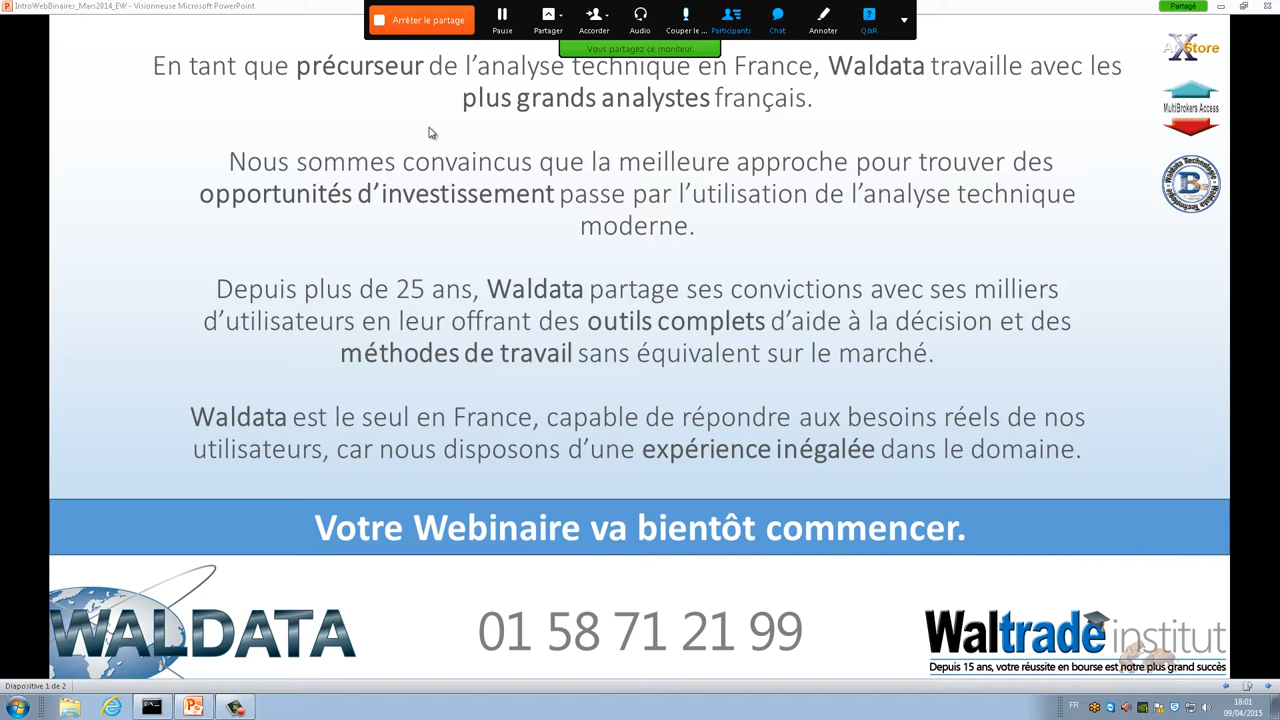 IntroWebBinaires_Mars2014_EW - Visionneuse Microsoft PowerPoint
Arrêter le partage
Pause
Partager
Accorder
Audio
Couper le ...
Participants
Chat
Annoter
Q&R
Partagé
Vous partagez ce moniteur.
En tant que précurseur de l’analyse technique en France, Waldata travaille avec les
plus grands analystes français.
Nous sommes convaincus que la meilleure approche pour trouver des
opportunités d’investissement passe par l’utilisation de l’analyse technique
moderne.
Depuis plus de 25 ans, Waldata partage ses convictions avec ses milliers
d’utilisateurs en leur offrant des outils complets d’aide à la décision et des
méthodes de travail sans équivalent sur le marché.
Waldata est le seul en France, capable de répondre aux besoins réels de nos
utilisateurs, car nous disposons d’une expérience inégalée dans le domaine.
AXStore
MultiBrokers Access
Votre Webinaire va bientôt commencer.
WALDATA
01 58 71 21 99
Waltrade institut
Depuis 15 ans, votre réussite en bourse est notre plus grand succès
Diapositive 1 de 2
FR
18:01
09/04/2015